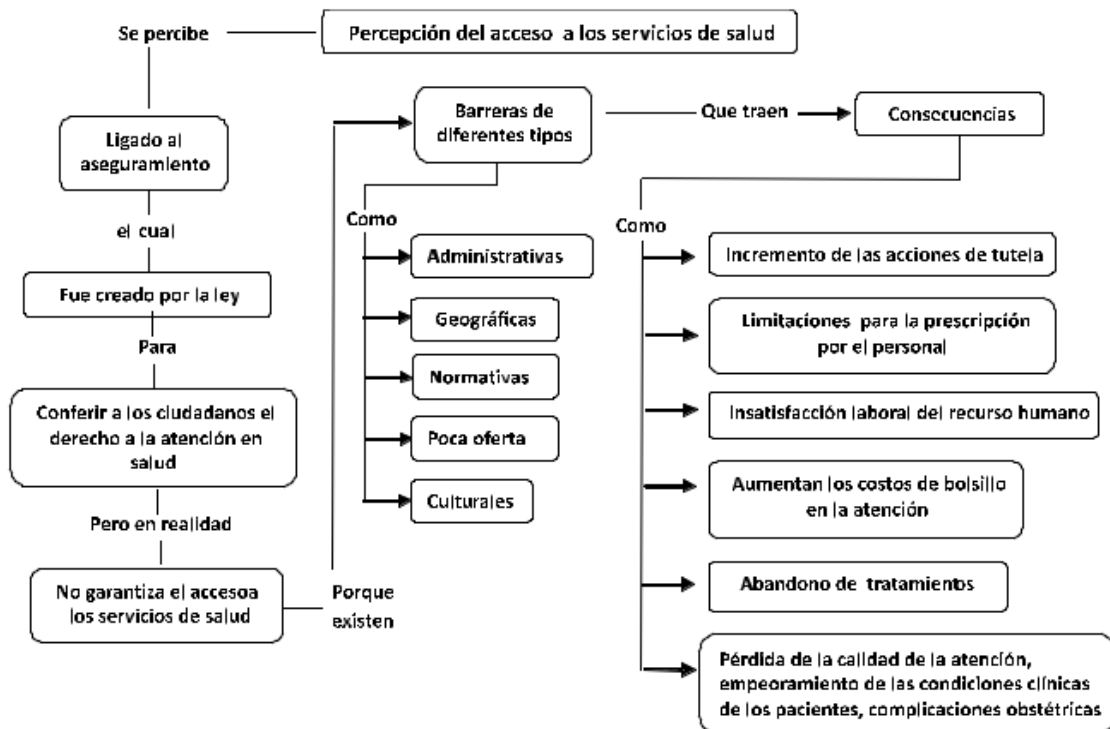 Se percibe
Percepción del acceso a los servicios de salud
Ligado al
aseguramiento
el cual
Fue creado por la ley
Para
Conferir a los ciudadanos el
derecho a la atención en
salud
Pero en realidad
No garantiza el accesoa
los servicios de salud
Porque
existen
Barreras de
diferentes tipos
Como
Administrativas
Geográficas
Normativas
Poca oferta
Culturales
Que traen
Consecuencias
Como
Incremento de las acciones de tutela
Limitaciones para la prescripción
por el personal
Insatisfacción laboral del recurso humano
Aumentan los costos de bolsillo
en la atención
Abandono de tratamientos
Pérdida de la calidad de la atención,
empeoramiento de las condiciones clínicas
de los pacientes, complicaciones obstétricas